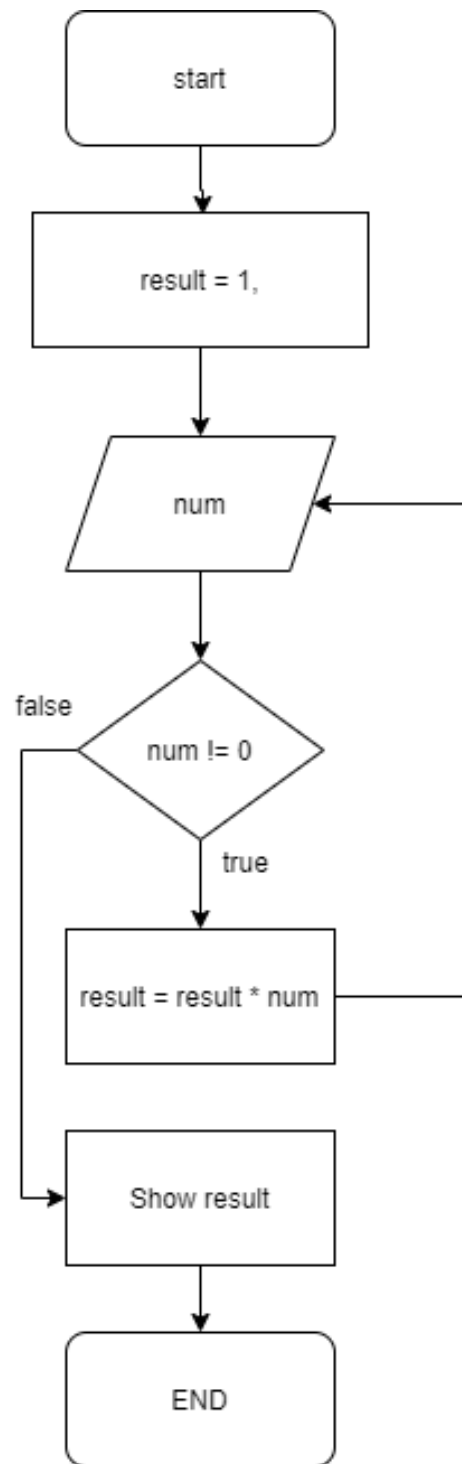 start
result = 1,
num
false
num != 0
true
result = result * num
Show result
END